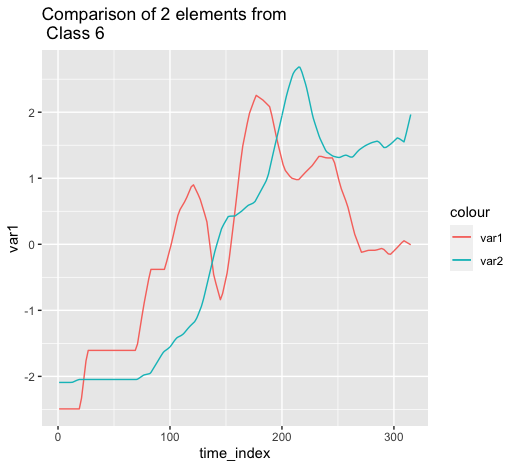 Comparison of 2 elements from
Class 6
var1
2
1
0
-1
-2
0
100
200
300
time_index
colour
var1
var2